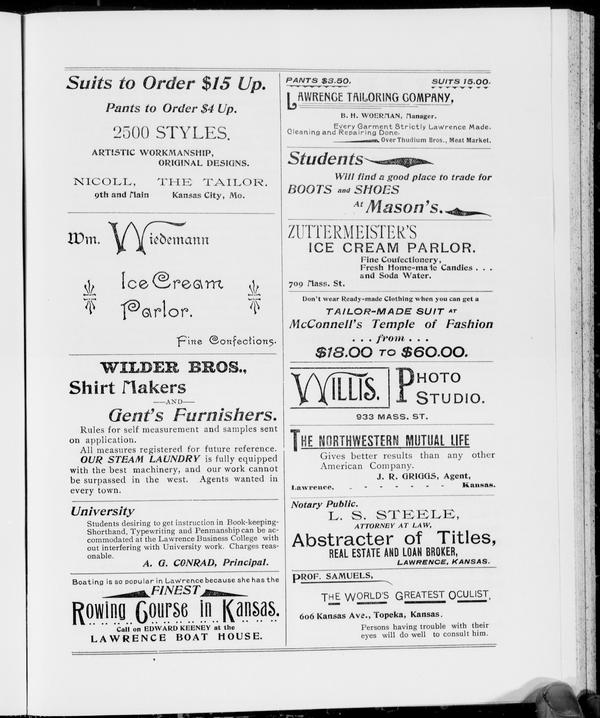 Suits to Order $15 Up.
Pants to Order $4 Up.
2500 STYLES.
ARTISTIC WORKMANSHIP,
ORIGINAL DESIGNS.
NICOLL, THE TAILOR.
9th and Main Kansas City, Mo.
Wm. Wiedemann
Ice Cream
Parlor.
Fine Confections.
WILDER BROS.,
Shirt Makers
—AND—
Gent's Furnishers.
Rules for self measurement and samples sent
on application.
All measures registered for future reference.
OUR STEAM LAUNDRY is fully equipped
with the best machinery, and our work cannot
be surpassed in the west. Agents wanted in
every town.
University
Students desiring to get instruction in Book-keeping-
Shorthand, Typewriting and Penmanship can be ac-
commodated at the Lawrence Business College with
out interfering with University work. Charges reas-
onable.
A. G. CONRAD, Principal.
Boating is so popular in Lawrence because she has the
FINEST
Rowing Course in Kansas.
Call on EDWARD KEENEY at the
LAWRENCE BOAT HOUSE.
PANTS $3.50. SUITS 15.00.
LAWRENCE TAILORING COMPANY,
B. H. WOERMAN, Manager.
Every Garment Strictly Lawrence Made.
Cleaning and Repairing Done.
Over Thudium Bros., Meat Market.
Students
Will find a good place to trade for
BOOTS and SHOES
At Mason's.
ZUTTERMEISTER'S
ICE CREAM PARLOR.
Fine Confectionery,
Fresh Home-made Candies . . .
and Soda Water.
709 Mass. St.
Don't wear Ready-made Clothing when you can get a
TAILOR-MADE SUIT AT
McConnell's Temple of Fashion
. . . from . . .
$18.00 TO $60.00.
WILLIS. PHOTO
STUDIO.
933 MASS. ST.
THE NORTHWESTERN MUTUAL LIFE
Gives better results than any other
American Company.
J. R. GRIGGS, Agent,
Lawrence, - - - - - - - Kansas.
Notary Public.
L. S. STEELE,
ATTORNEY AT LAW,
Abstracter of Titles,
REAL ESTATE AND LOAN BROKER,
LAWRENCE, KANSAS.
PROF. SAMUELS,
THE WORLD'S GREATEST OCULIST,
606 Kansas Ave., Topeka, Kansas.
Persons having trouble with their
eyes will do well to consult him.